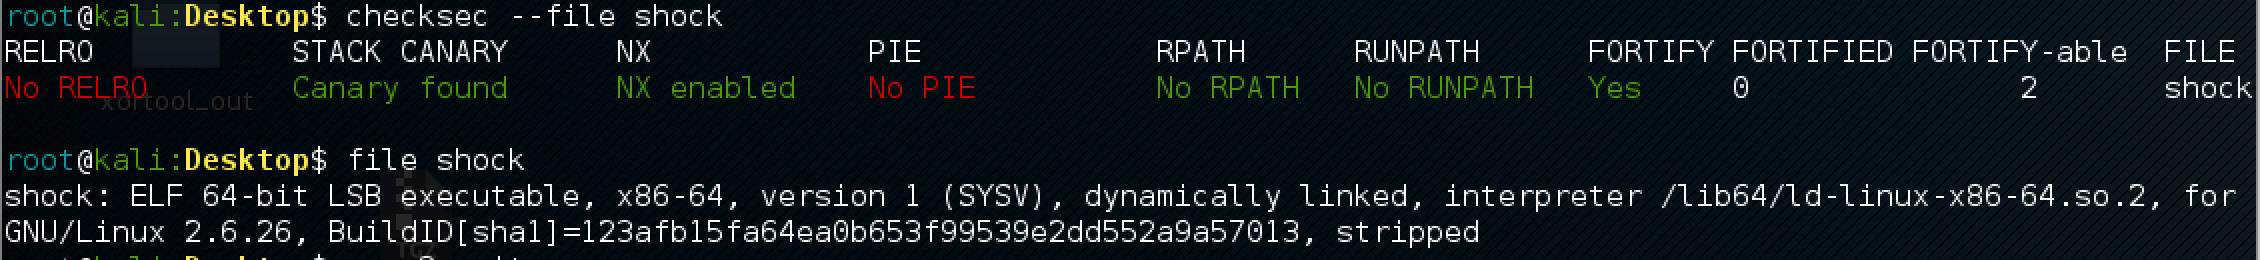 root@kali:Desktop$ checksec --file shock
RELRO STACK CANARY NX PIE RPATH RUNPATH FORTIFY FORTIFIED FORTIFY-able FILE
No RELRO Canary found NX enabled No PIE No RPATH No RUNPATH Yes 0 2 shock
xortool_out
root@kali:Desktop$ file shock
shock: ELF 64-bit LSB executable, x86-64, version 1 (SYSV), dynamically linked, interpreter /lib64/ld-linux-x86-64.so.2, for
GNU/Linux 2.6.26, BuildID[sha1]=123afb15fa64ea0b653f99539e2dd552a9a57013, stripped